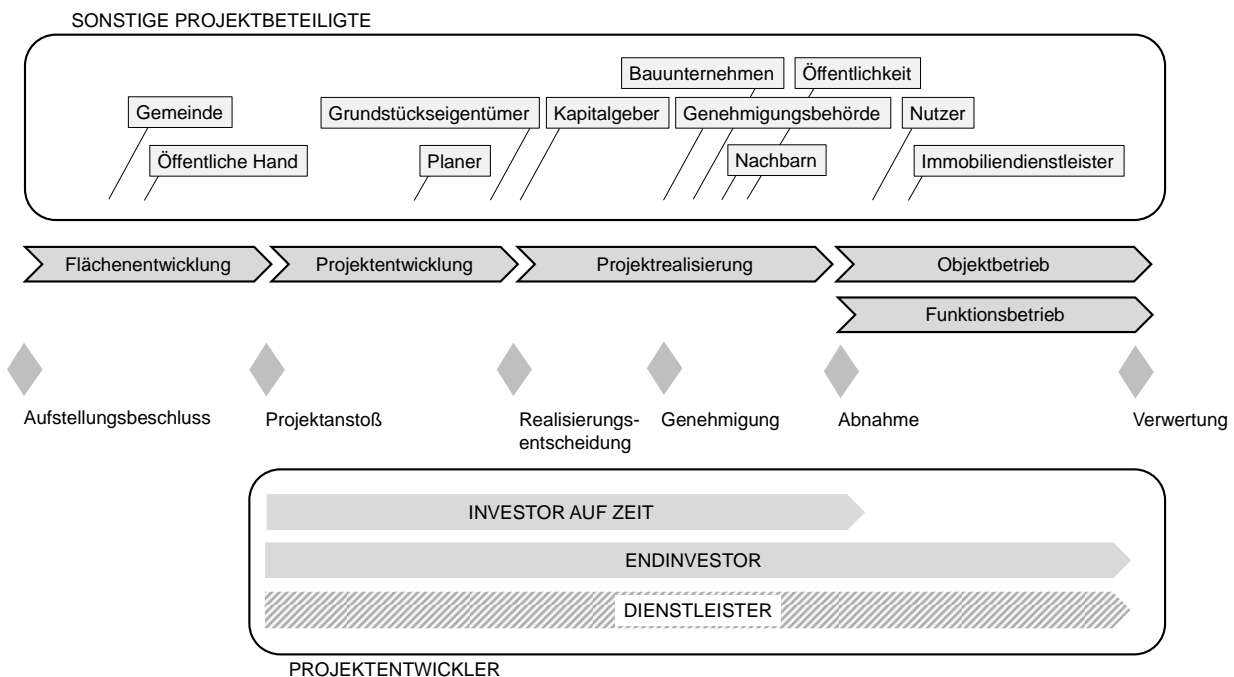 SONSTIGE PROJEKTBETEILIGTE
Bauunternehmen
Öffentlichkeit
Gemeinde
Grundstückseigentümer
Kapitalgeber
Genehmigungsbehörde
Nutzer
Öffentliche Hand
Planer
Nachbarn
Immobiliendienstleister
Flächenentwicklung
Projektentwicklung
Projektrealisierung
Objektbetrieb
Funktionsbetrieb
Aufstellungsbeschluss
Projektanstoß
Realisierungs-
entscheidung
Genehmigung
Abnahme
Verwertung
INVESTOR AUF ZEIT
ENDINVESTOR
DIENSTLEISTER
PROJEKTENTWICKLER